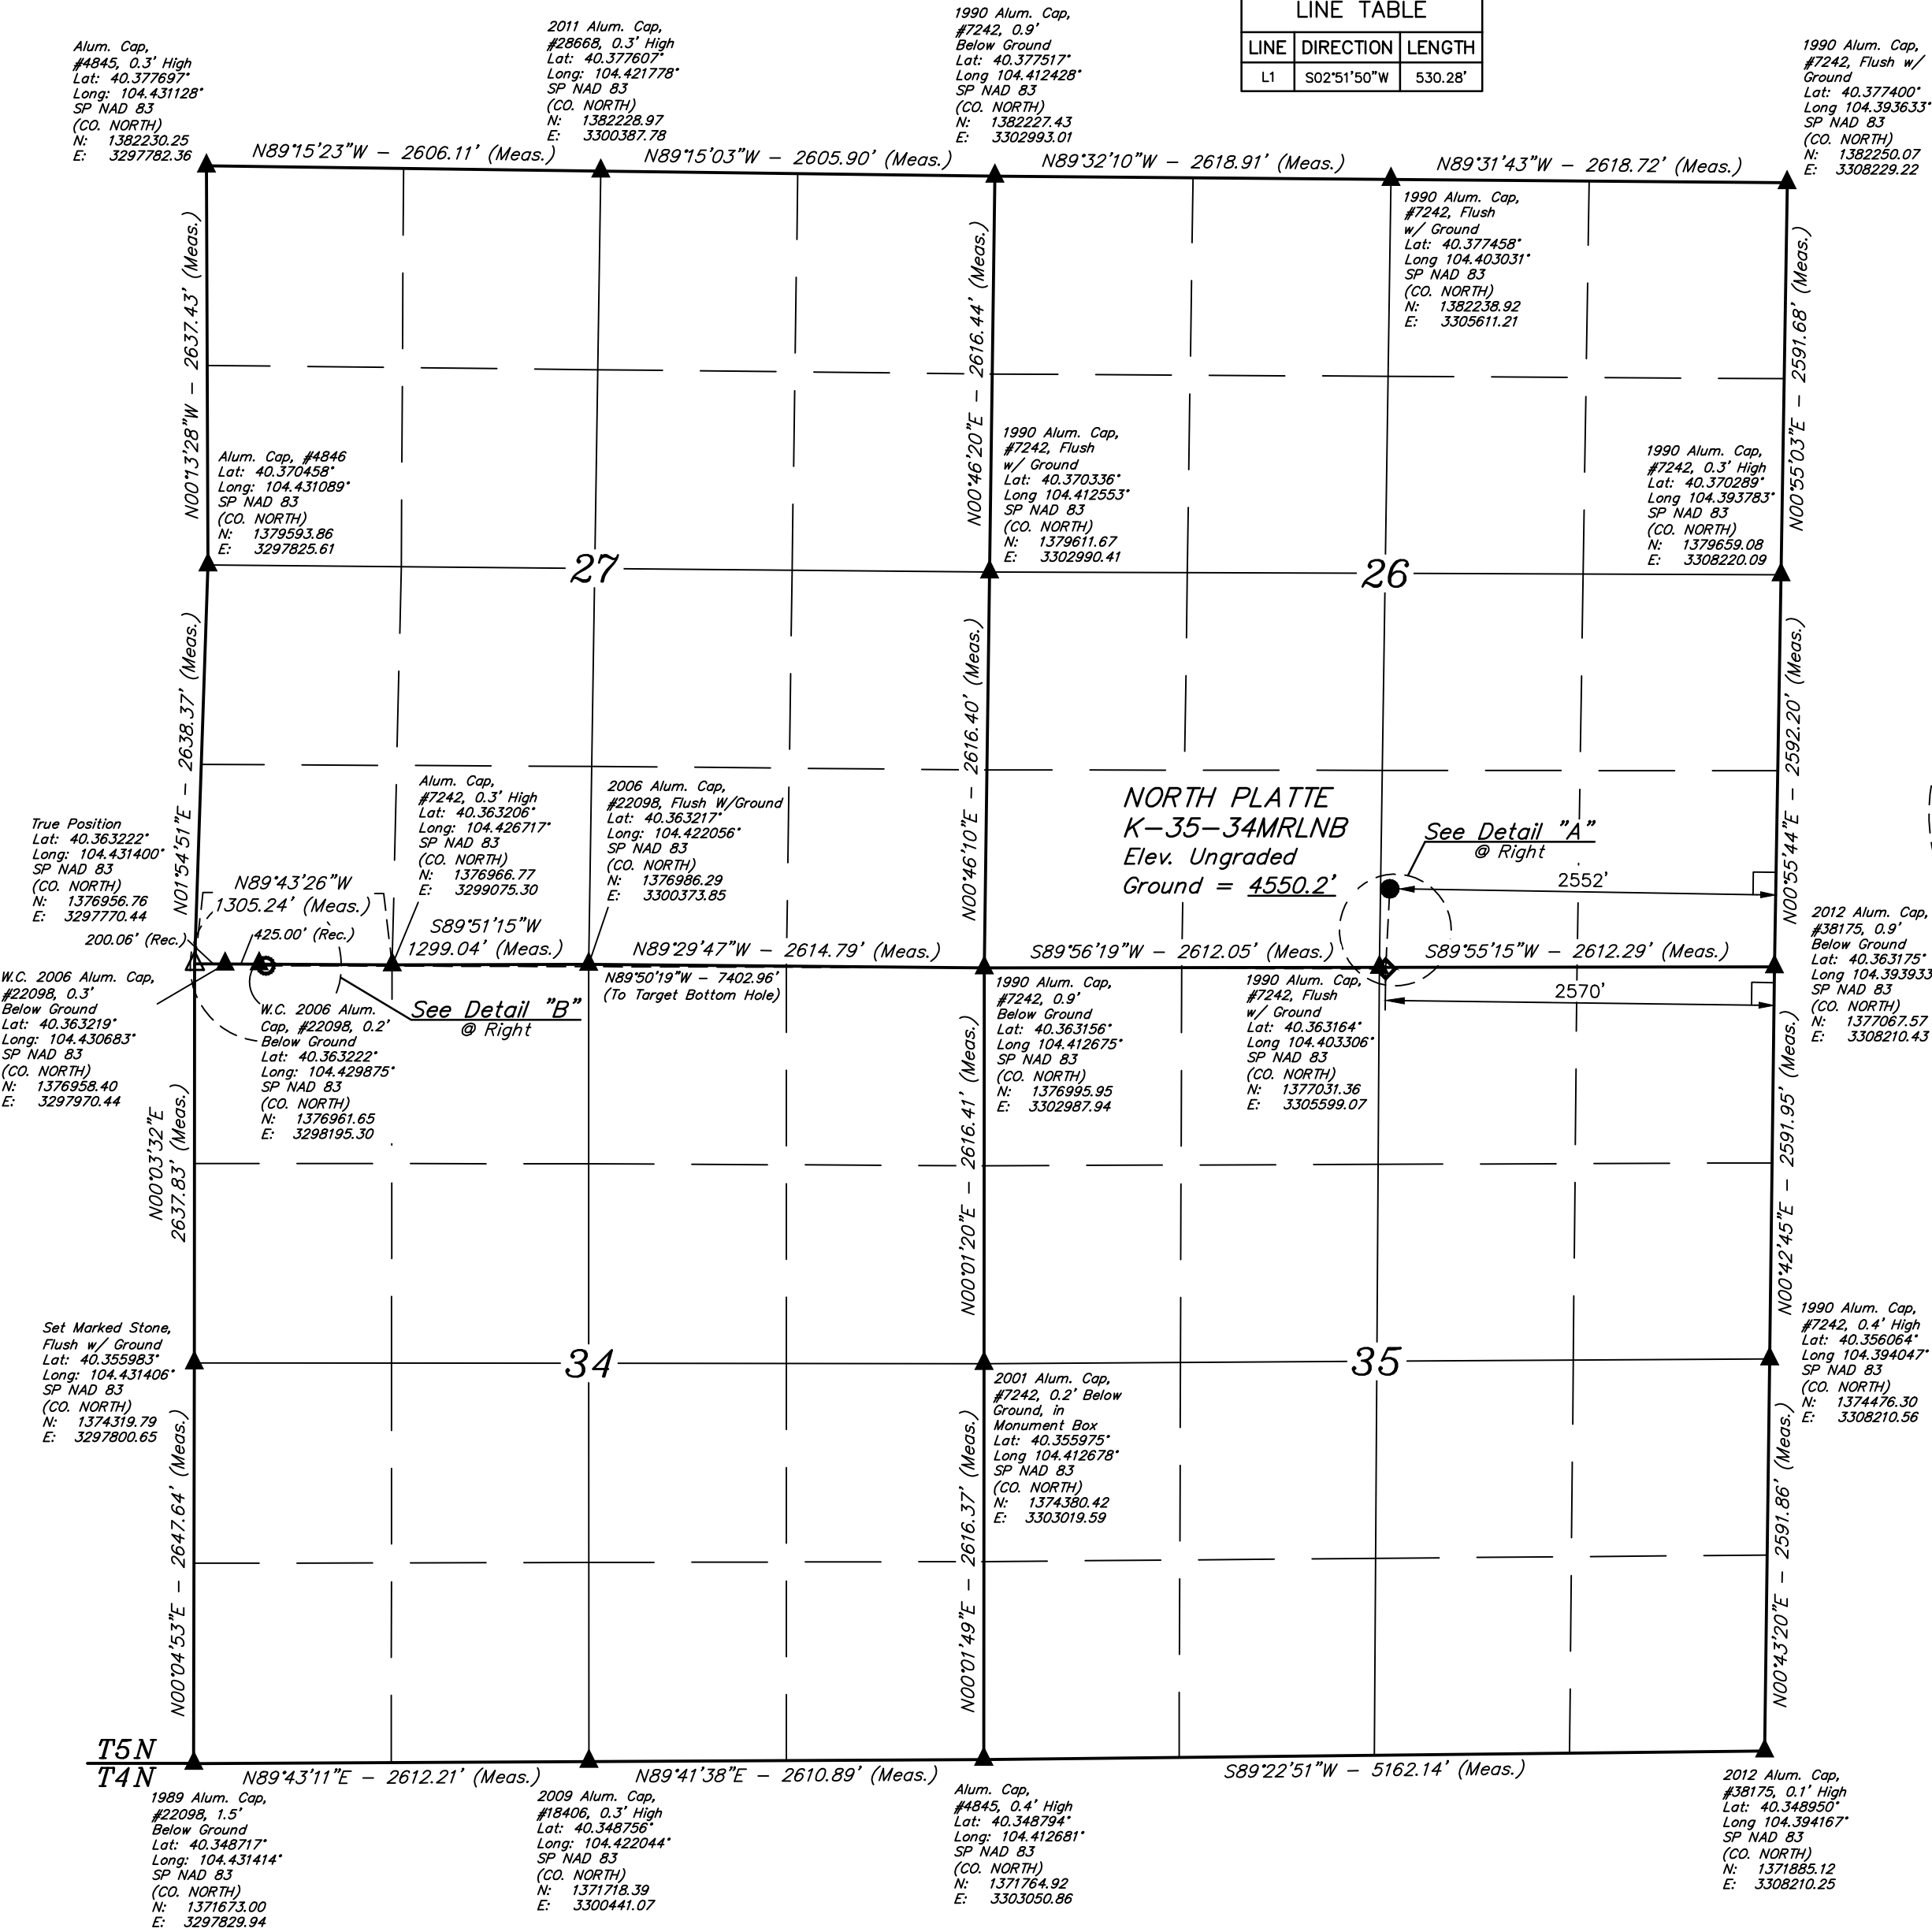 LINE TABLE
LINE DIRECTION LENGTH
L1 S02°51'50"W 530.28'
Alum. Cap,
#4845, 0.3' High
Lat: 40.377697°
Long: 104.431128°
SP NAD 83
(CO. NORTH)
N: 1382230.25
E: 3297782.36
2011 Alum. Cap,
#28668, 0.3' High
Lat: 40.377607°
Long: 104.421778°
SP NAD 83
(CO. NORTH)
N: 1382228.97
E: 3300387.78
1990 Alum. Cap,
#7242, 0.9'
Below Ground
Lat: 40.377517°
Long 104.412428°
SP NAD 83
(CO. NORTH)
N: 1382227.43
E: 3302993.01
1990 Alum. Cap,
#7242, Flush w/
Ground
Lat: 40.377400°
Long 104.393633°
SP NAD 83
(CO. NORTH)
N: 1382250.07
E: 3308229.22
N89°15'23"W – 2606.11' (Meas.)
N89°15'03"W – 2605.90' (Meas.)
N89°32'10"W – 2618.91' (Meas.)
N89°31'43"W – 2618.72' (Meas.)
1990 Alum. Cap,
#7242, Flush
w/ Ground
Lat: 40.377458°
Long 104.403031°
SP NAD 83
(CO. NORTH)
N: 1382238.92
E: 3305611.21
N00°13'28"W – 2637.43' (Meas.)
N00°46'20"E – 2616.44' (Meas.)
N00°55'03"E – 2591.68' (Meas.)
Alum. Cap, #4846
Lat: 40.370458°
Long: 104.431089°
SP NAD 83
(CO. NORTH)
N: 1379593.86
E: 3297825.61
1990 Alum. Cap,
#7242, Flush
w/ Ground
Lat: 40.370336°
Long 104.412553°
SP NAD 83
(CO. NORTH)
N: 1379611.67
E: 3302990.41
1990 Alum. Cap,
#7242, 0.3' High
Lat: 40.370289°
Long 104.393783°
SP NAD 83
(CO. NORTH)
N: 1379659.08
E: 3308220.09
27
26
N01°54'51"E – 2638.37' (Meas.)
N00°46'10"E – 2616.40' (Meas.)
N00°55'44"E – 2592.20' (Meas.)
True Position
Lat: 40.363222°
Long: 104.431400°
SP NAD 83
(CO. NORTH)
N: 1376956.76
E: 3297770.44
Alum. Cap,
#7242, 0.3' High
Lat: 40.363206°
Long: 104.426717°
SP NAD 83
(CO. NORTH)
N: 1376966.77
E: 3299075.30
2006 Alum. Cap,
#22098, Flush W/Ground
Lat: 40.363217°
Long: 104.422056°
SP NAD 83
(CO. NORTH)
N: 1376986.29
E: 3300373.85
NORTH PLATTE
K–35–34MRLNB
Elev. Ungraded
Ground = 4550.2'
See Detail "A"
@ Right
2552'
N89°43'26"W
1305.24' (Meas.)
200.06' (Rec.)
425.00' (Rec.)
S89°51'15"W
1299.04' (Meas.)
N89°29'47"W – 2614.79' (Meas.)
S89°56'19"W – 2612.05' (Meas.)
S89°55'15"W – 2612.29' (Meas.)
N89°50'19"W – 7402.96'
(To Target Bottom Hole)
2570'
2012 Alum. Cap,
#38175, 0.9'
Below Ground
Lat: 40.363175°
Long 104.393933°
SP NAD 83
(CO. NORTH)
N: 1377067.57
E: 3308210.43
W.C. 2006 Alum. Cap,
#22098, 0.3'
Below Ground
Lat: 40.363219°
Long: 104.430683°
SP NAD 83
(CO. NORTH)
N: 1376958.40
E: 3297970.44
W.C. 2006 Alum.
Cap, #22098, 0.2'
Below Ground
Lat: 40.363222°
Long: 104.429875°
SP NAD 83
(CO. NORTH)
N: 1376961.65
E: 3298195.30
See Detail "B"
@ Right
1990 Alum. Cap,
#7242, 0.9'
Below Ground
Lat: 40.363156°
Long 104.412675°
SP NAD 83
(CO. NORTH)
N: 1376995.95
E: 3302987.94
1990 Alum. Cap,
#7242, Flush
w/ Ground
Lat: 40.363164°
Long 104.403306°
SP NAD 83
(CO. NORTH)
N: 1377031.36
E: 3305599.07
N00°03'32"E
2637.83' (Meas.)
N00°01'20"E – 2616.41' (Meas.)
N00°42'45"E – 2591.95' (Meas.)
Set Marked Stone,
Flush w/ Ground
Lat: 40.355983°
Long: 104.431406°
SP NAD 83
(CO. NORTH)
N: 1374319.79
E: 3297800.65
34
35
2001 Alum. Cap,
#7242, 0.2' Below
Ground, in
Monument Box
Lat: 40.355975°
Long 104.412678°
SP NAD 83
(CO. NORTH)
N: 1374380.42
E: 3303019.59
1990 Alum. Cap,
#7242, 0.4' High
Lat: 40.356064°
Long 104.394047°
SP NAD 83
(CO. NORTH)
N: 1374476.30
E: 3308210.56
N00°04'53"E – 2647.64' (Meas.)
N00°01'49"E – 2616.37' (Meas.)
N00°43'20"E – 2591.86' (Meas.)
T5N
T4N
N89°43'11"E – 2612.21' (Meas.)
N89°41'38"E – 2610.89' (Meas.)
S89°22'51"W – 5162.14' (Meas.)
1989 Alum. Cap,
#22098, 1.5'
Below Ground
Lat: 40.348717°
Long: 104.431414°
SP NAD 83
(CO. NORTH)
N: 1371673.00
E: 3297829.94
2009 Alum. Cap,
#18406, 0.3' High
Lat: 40.348756°
Long: 104.422044°
SP NAD 83
(CO. NORTH)
N: 1371718.39
E: 3300441.07
Alum. Cap,
#4845, 0.4' High
Lat: 40.348794°
Long: 104.412681°
SP NAD 83
(CO. NORTH)
N: 1371764.92
E: 3303050.86
2012 Alum. Cap,
#38175, 0.1' High
Lat: 40.348950°
Long 104.394167°
SP NAD 83
(CO. NORTH)
N: 1371885.12
E: 3308210.25